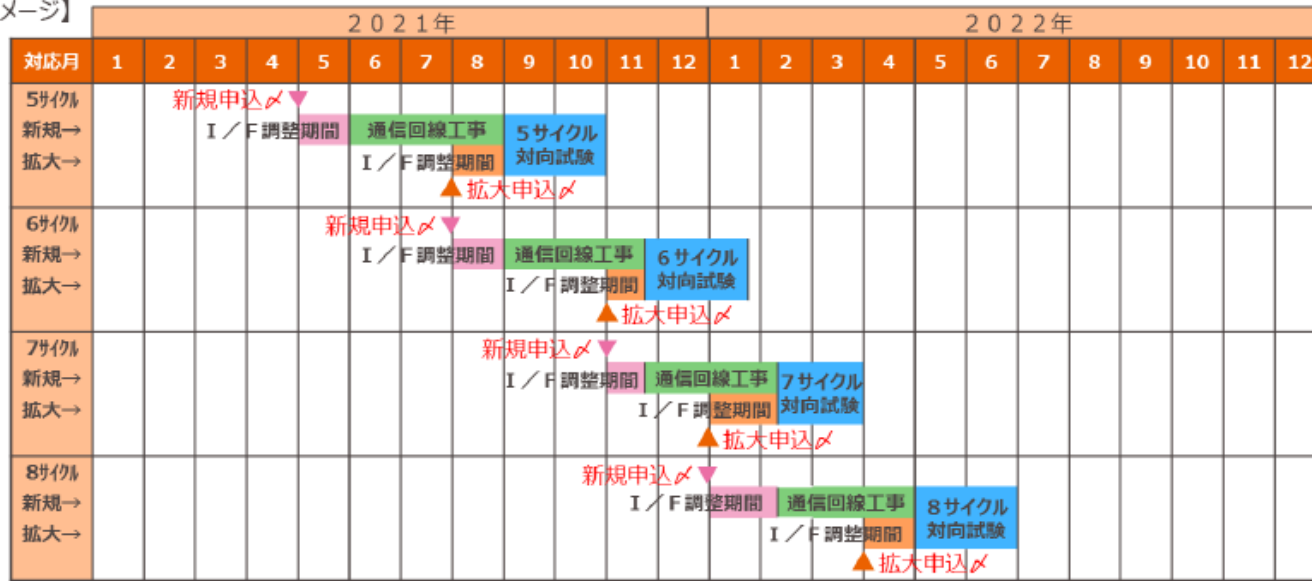 メージ】
2021年 2022年
対応月 1 2 3 4 5 6 7 8 9 10 11 12 1 2 3 4 5 6 7 8 9 10 11 12
5ｻｲｸﾙ 新規申込〆▼
新規→ I／F調整期間 通信回線工事 5サイクル
拡大→ I／F調整期間 対向試験
▲拡大申込〆
6ｻｲｸﾙ 新規申込〆▼
新規→ I／F調整期間 通信回線工事 6サイクル
拡大→ I／F調整期間 対向試験
▲拡大申込〆
7ｻｲｸﾙ 新規申込〆▼
新規→ I／F調整期間 通信回線工事 7サイクル
拡大→ I／F調整期間 対向試験
▲拡大申込〆
8ｻｲｸﾙ 新規申込〆▼
新規→ I／F調整期間 通信回線工事 8サイクル
拡大→ I／F調整期間 対向試験
▲拡大申込〆